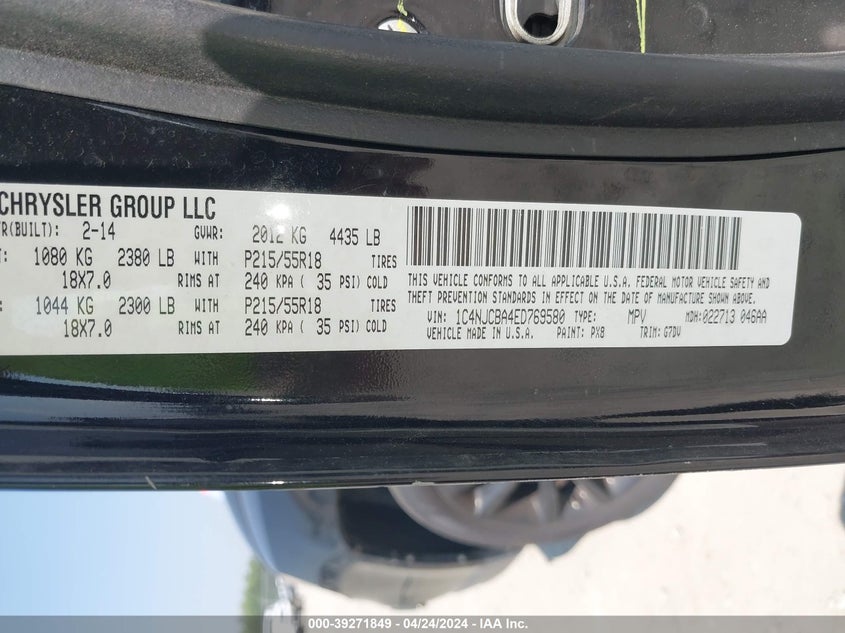 CHRYSLER GROUP LLC
R(BUILT): 2-14 GVWR: 2012 KG 4435 LB
1080 KG 2380 LB WITH P215/55R18 TIRES
18X7.0 RIMS AT 240 KPA ( 35 PSI) COLD
1044 KG 2300 LB WITH P215/55R18 TIRES
18X7.0 RIMS AT 240 KPA ( 35 PSI) COLD
THIS VEHICLE CONFORMS TO ALL APPLICABLE U.S.A. FEDERAL MOTOR VEHICLE SAFETY AND
THEFT PREVENTION STANDARDS IN EFFECT ON THE DATE OF MANUFACTURE SHOWN ABOVE.
VIN: 1C4NJCBA4ED769580 TYPE: MPV MDH:022713 046AA
VEHICLE MADE IN U.S.A. PAINT: PX8 TRIM: G7DV
000-39271849 - 04/24/2024 - IAA Inc.